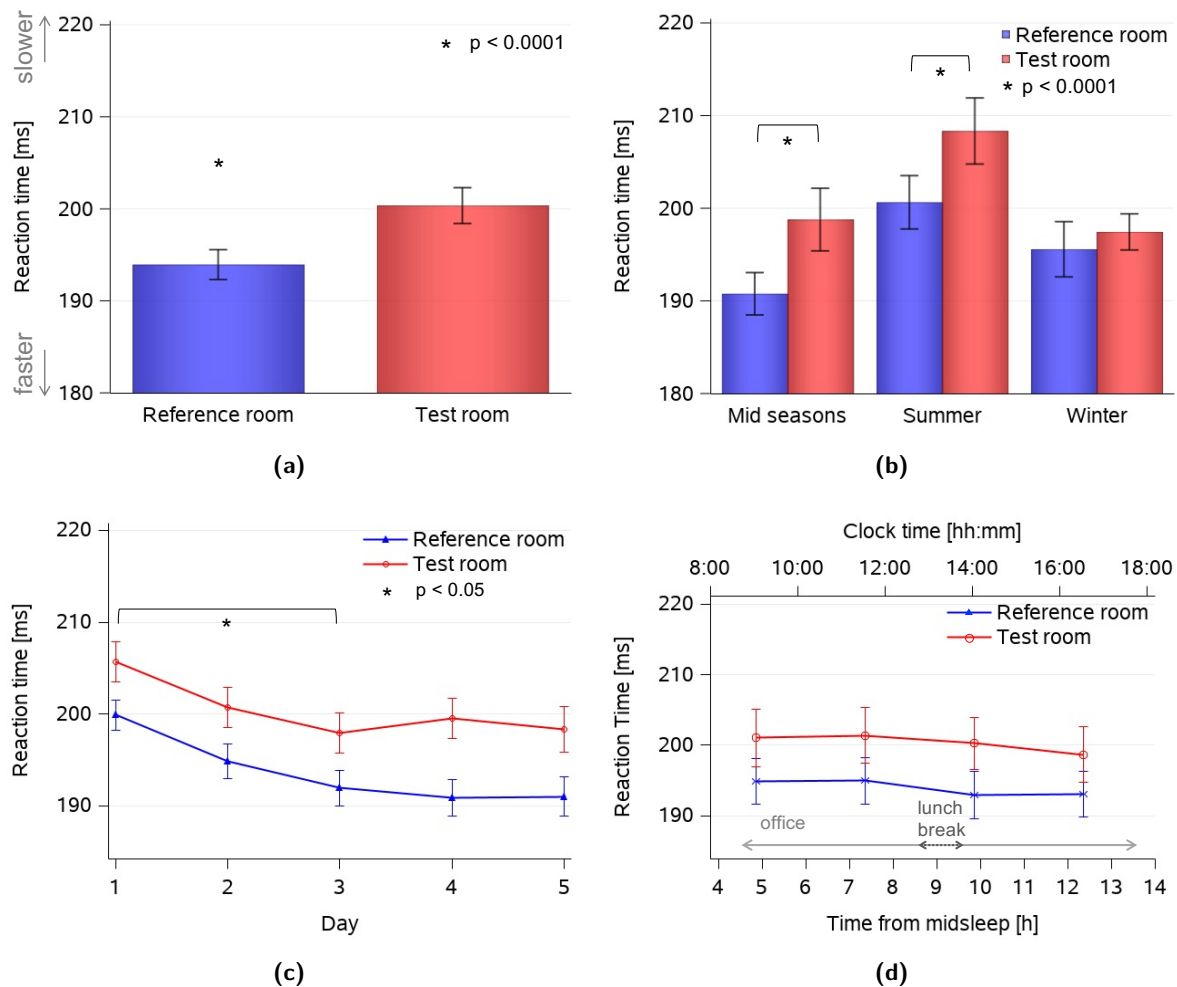 slower
220
* p < 0.0001
210
*
200
190
180
faster
Reaction time [ms]
Reference room
Test room
(a)
220
Reference room
Test room
* p < 0.0001
*
*
210
200
190
180
Reaction time [ms]
Mid seasons
Summer
Winter
(b)
220
Reference room
Test room
* p < 0.05
210
*
200
190
Reaction time [ms]
1 2 3 4 5
Day
(c)
Clock time [hh:mm]
8:00 10:00 12:00 14:00 16:00 18:00
220
Reference room
Test room
210
200
190
Reaction Time [ms]
office
lunch
break
4 5 6 7 8 9 10 11 12 13 14
Time from midsleep [h]
(d)